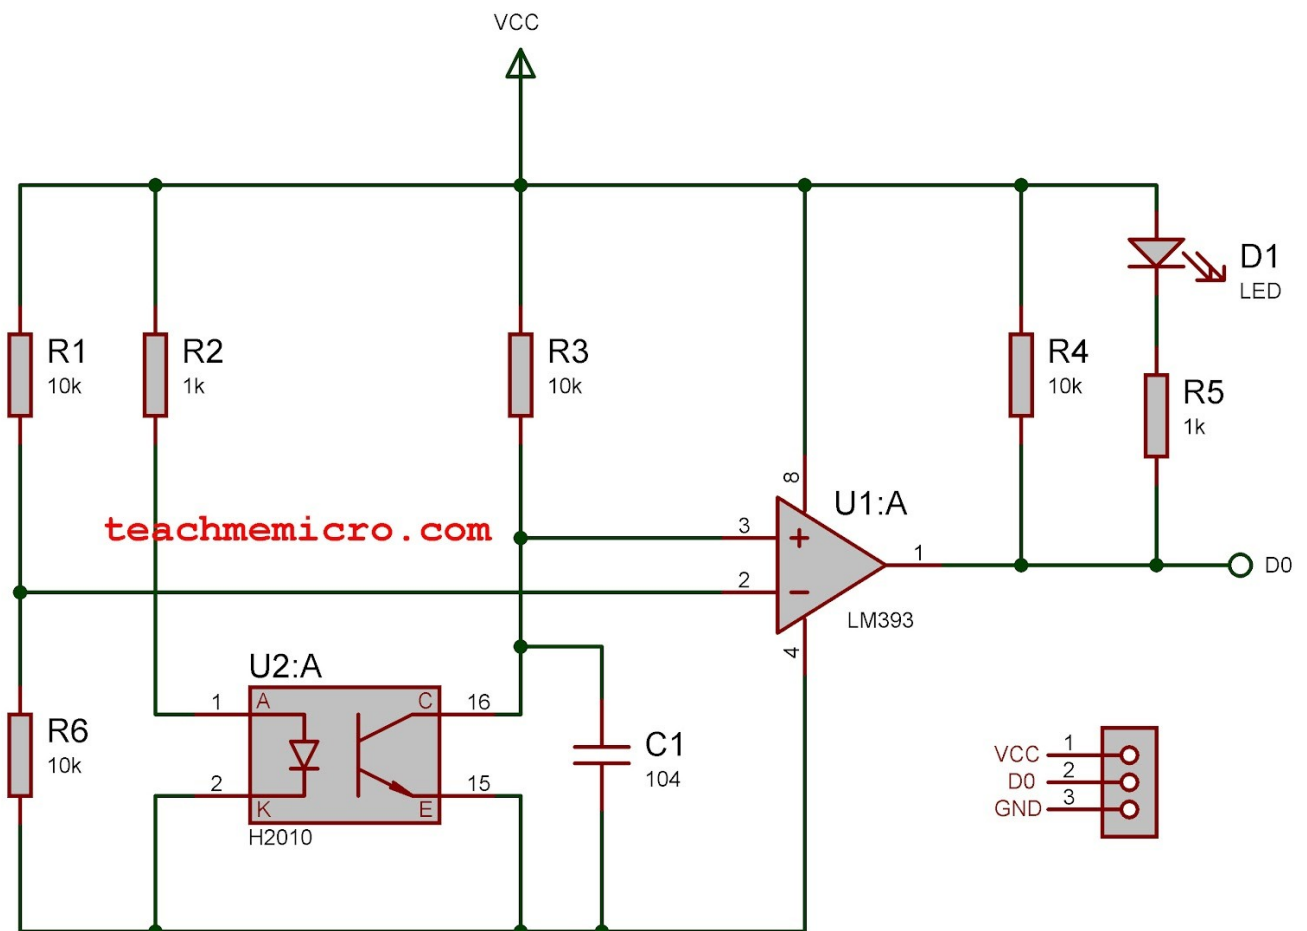 VCC
R1
10k
R2
1k
R3
10k
R4
10k
D1
LED
R5
1k
teachmemicro.com
8
U1:A
3
+
2
-
1
D0
LM393
4
U2:A
1
A
C
16
2
K
E
15
H2010
R6
10k
C1
104
VCC 1
D0 2
GND 3